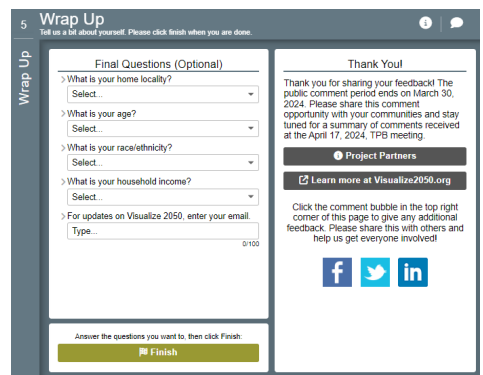 5
Wrap Up
Tell us a bit about yourself. Please click finish when you are done.
Wrap Up
Final Questions (Optional)
What is your home locality?
Select...
What is your age?
Select...
What is your race/ethnicity?
Select...
What is your household income?
Select...
For updates on Visualize 2050, enter your email.
Type...
0/100
Answer the questions you want to, then click Finish:
Finish
Thank You!
Thank you for sharing your feedback! The
public comment period ends on March 30,
2024. Please share this comment
opportunity with your communities and stay
tuned for a summary of comments received
at the April 17, 2024, TPB meeting.
Project Partners
Learn more at Visualize2050.org
Click the comment bubble in the top right
corner of this page to give any additional
feedback. Please share this with others and
help us get everyone involved!
f
in